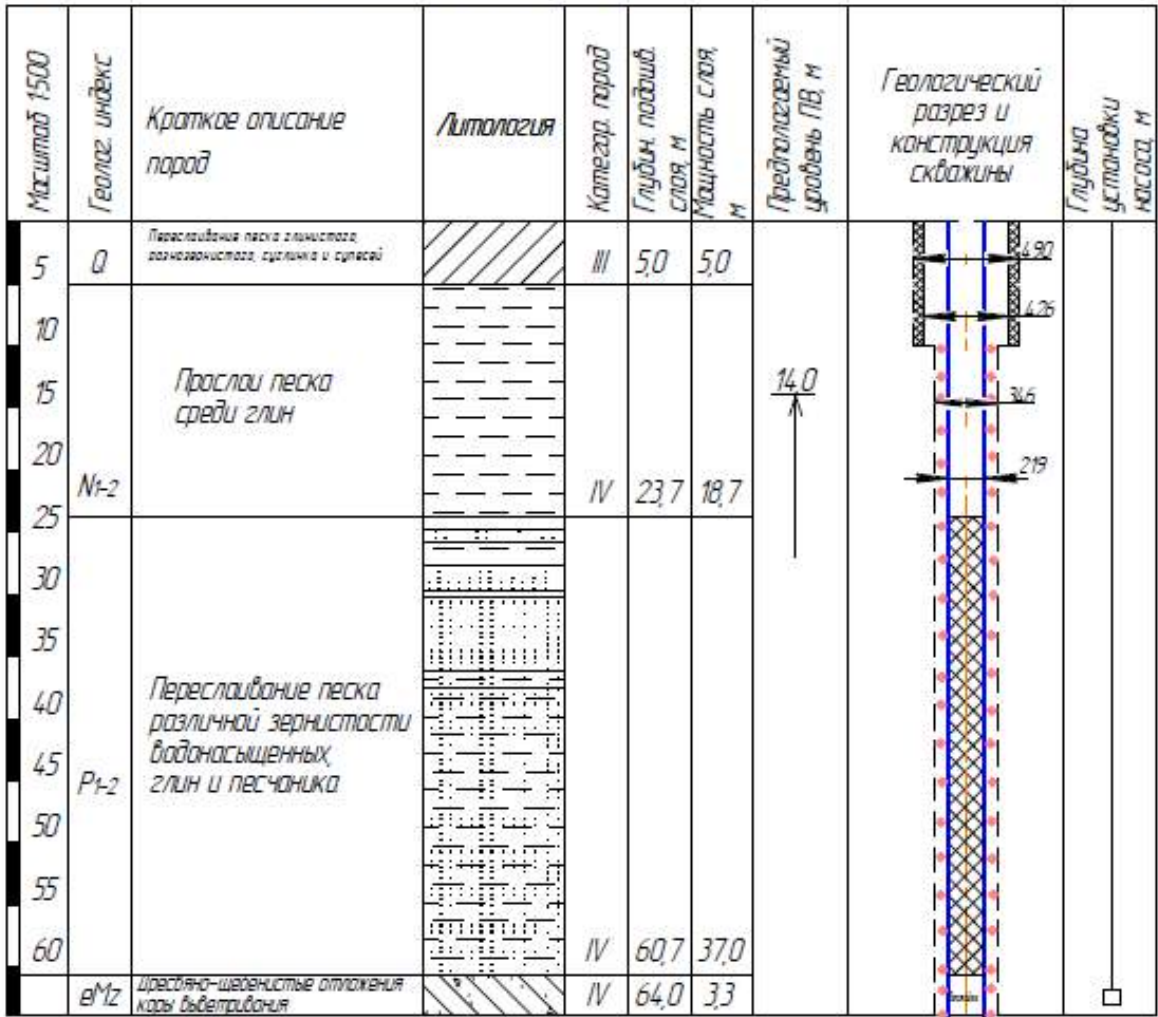 Масштаб 1:500
Геолог. индекс
Краткое описание
пород
Литология
Категор. пород
Глубин. подошв.
слоя, м
Мощность слоя,
м
Предполагаемый
уровень ПВ, м
Геологический
разрез и
конструкция
скважины
Глубина
установки
насоса, м
5
Q
Переслаивание песка глинистого,
разнозернистого, суглинка и супесей
III
5,0
5,0
490
10
426
15
Прослаи песка
среди глин
14,0
346
20
219
N1-2
IV
23,7
18,7
25
30
35
40
Переслаивание песка
различной зернистости
водонасыщенных,
глин и песчаника
45
P1-2
50
55
60
IV
60,7
37,0
eMz
Дресвяно-щебенистые отложения
коры выветривания
IV
64,0
3,3